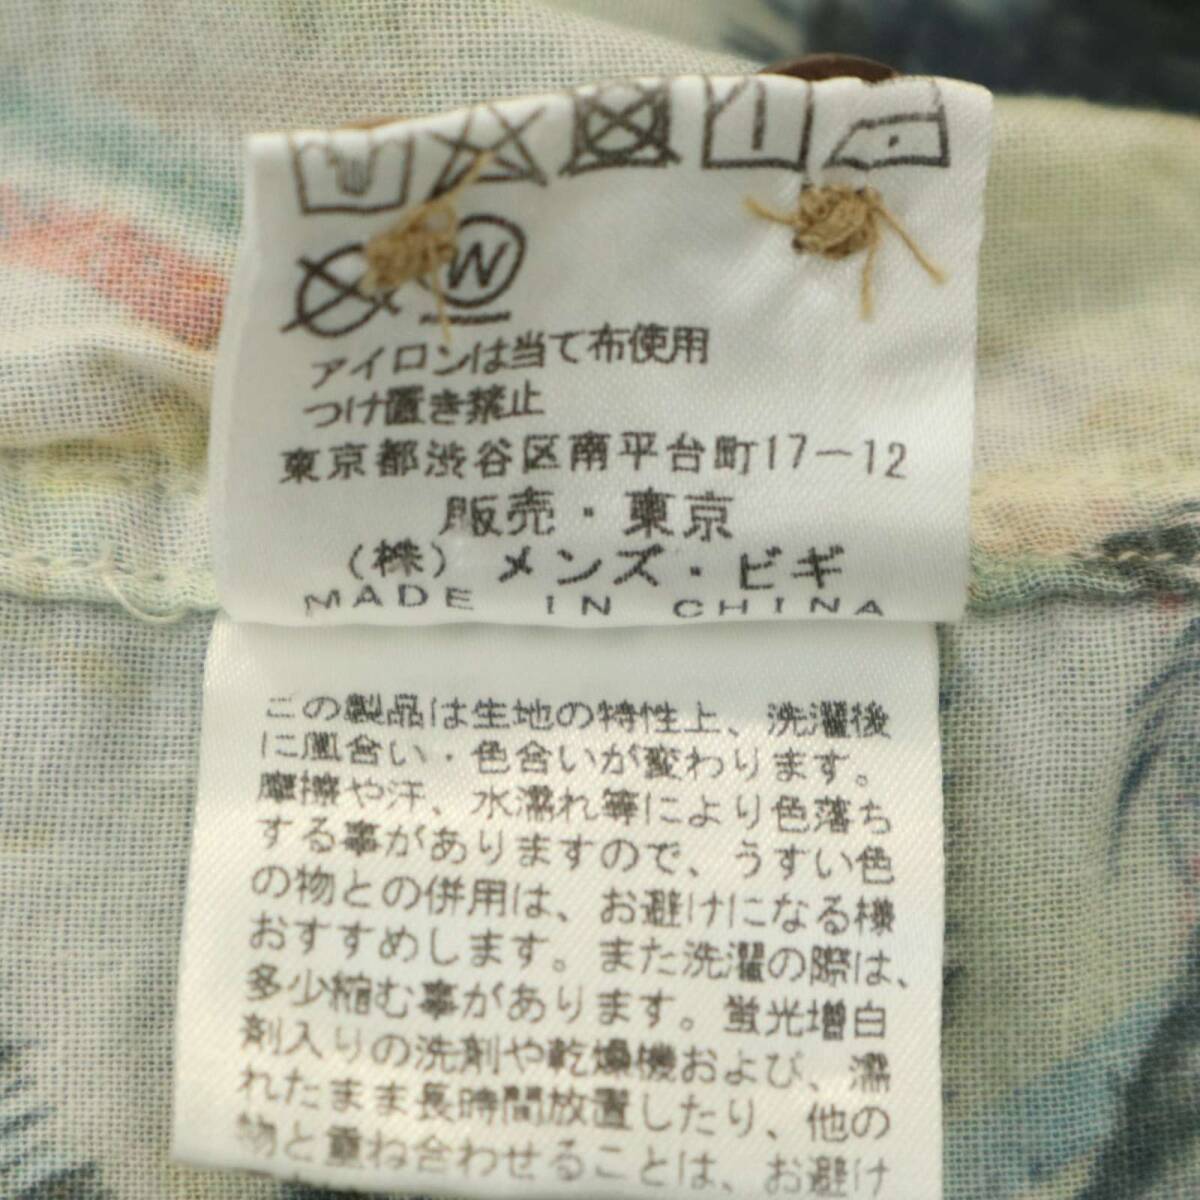 W
アイロンは当て布使用
つけ置き禁止
東京都渋谷区南平台町17-12
販売・東京
(株) メンズ・ビギ
MADE IN CHINA
この製品は生地の特性上、洗濯後
に風合い・色合いが変わります。
摩擦や汗、水濡れ等により色落ち
する事がありますので、うすい色
の物との併用は、お避けになる様
おすすめします。また洗濯の際は、
多少縮む事があります。蛍光増白
剤入りの洗剤や乾燥機および、濡
れたまま長時間放置したり、他の
物と重ね合わせることは、お避け